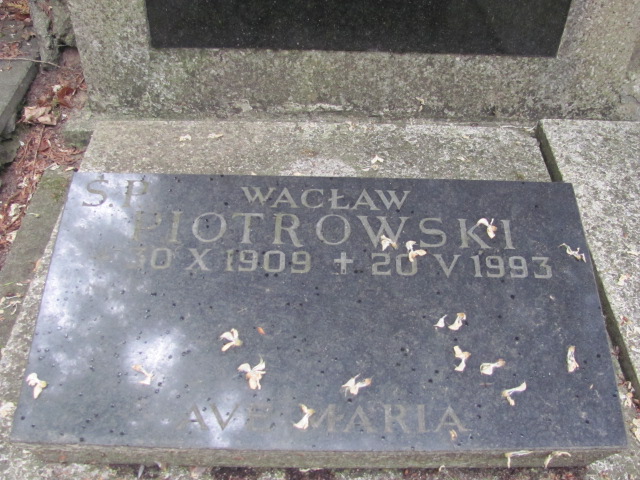 ŚP. WACŁAW
PIOTROWSKI
* 30 X 1909 ✝ 20 V 1993
AVE MARIA